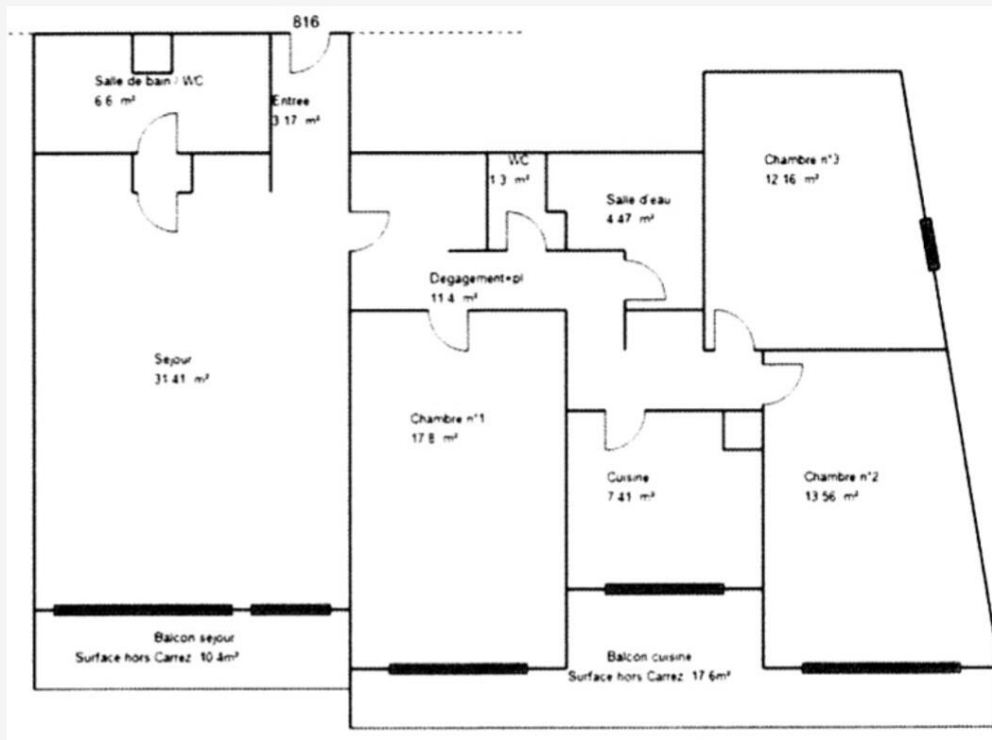 816
Salle de bain / WC
6.6 m²
Entree
3.17 m²
WC
1.3 m²
Salle d'eau
4.47 m²
Chambre n°3
12.16 m²
Degagement+pl
11.4 m²
Sejour
31.41 m²
Chambre n°1
17.8 m²
Cuisine
7.41 m²
Chambre n°2
13.56 m²
Balcon sejour
Surface hors Carrez 10.4m²
Balcon cuisine
Surface hors Carrez 17.6m²